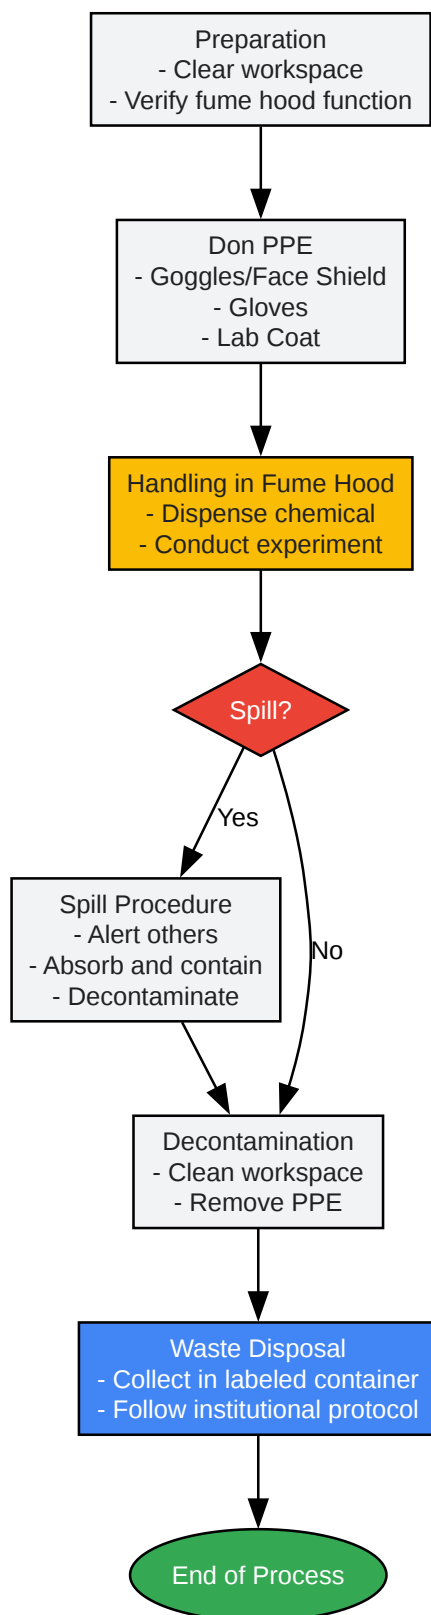 Preparation
- Clear workspace
- Verify fume hood function
Don PPE
- Goggles/Face Shield
- Gloves
- Lab Coat
Handling in Fume Hood
- Dispense chemical
- Conduct experiment
Spill?
Yes
Spill Procedure
- Alert others
- Absorb and contain
- Decontaminate
No
Decontamination
- Clean workspace
- Remove PPE
Waste Disposal
- Collect in labeled container
- Follow institutional protocol
End of Process